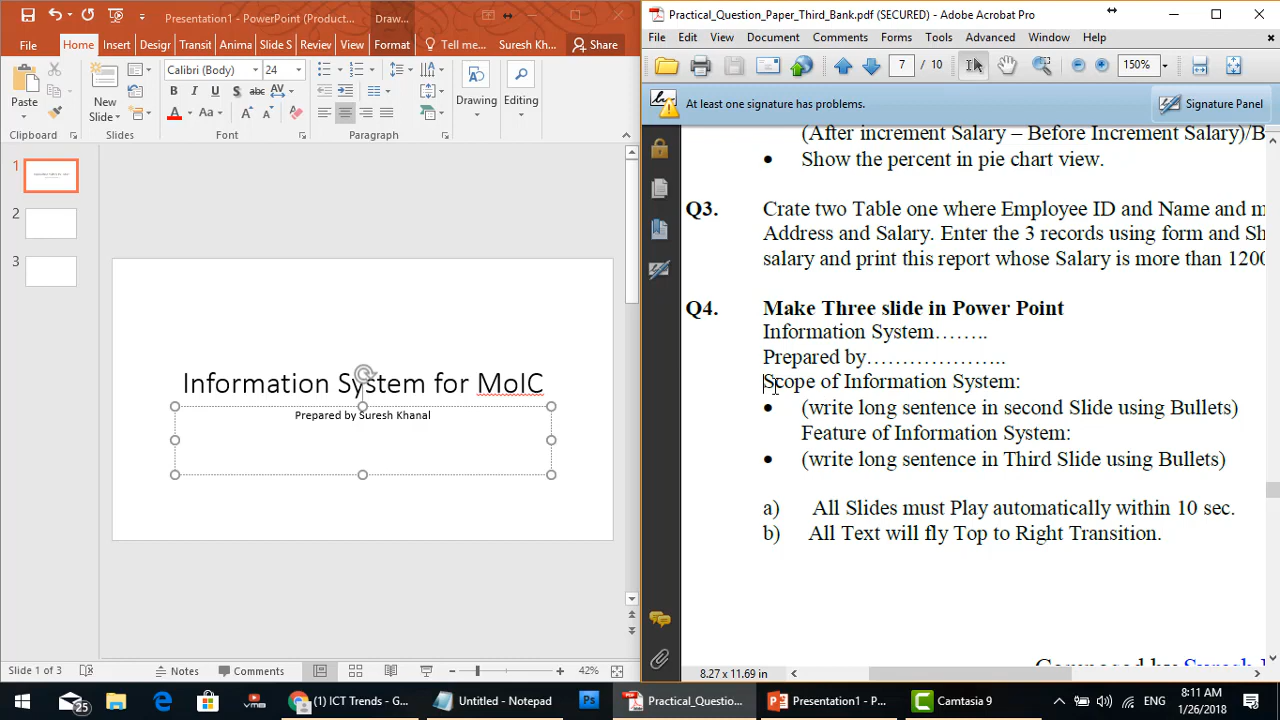 Presentation1 - PowerPoint (Product...
Draw...
File
Home
Insert
Design
Transit
Anima
Slide S
Review
View
Format
Tell me...
Suresh Kh...
Share
Paste
New
Slide
Calibri (Body)
24
B
I
U
S
abc
AV
A
Aa
Drawing
Editing
Clipboard
Slides
Font
Paragraph
1
2
3
Information System for MoIC
Prepared by Suresh Khanal
Slide 1 of 3
Notes
Comments
42%
Practical_Question_Paper_Third_Bank.pdf (SECURED) - Adobe Acrobat Pro
File
Edit
View
Document
Comments
Forms
Tools
Advanced
Window
Help
7 / 10
150%
At least one signature has problems.
Signature Panel
(After increment Salary – Before Increment Salary)/B
• Show the percent in pie chart view.
Q3. Crate two Table one where Employee ID and Name and m
Address and Salary. Enter the 3 records using form and Sh
salary and print this report whose Salary is more than 1200
Q4. Make Three slide in Power Point
Information System……..
Prepared by………………..
Scope of Information System:
• (write long sentence in second Slide using Bullets)
Feature of Information System:
• (write long sentence in Third Slide using Bullets)
a) All Slides must Play automatically within 10 sec.
b) All Text will fly Top to Right Transition.
8.27 x 11.69 in
25
(1) ICT Trends - G...
Untitled - Notepad
Practical_Questio...
Presentation1 - P...
Camtasia 9
ENG
8:11 AM
1/26/2018